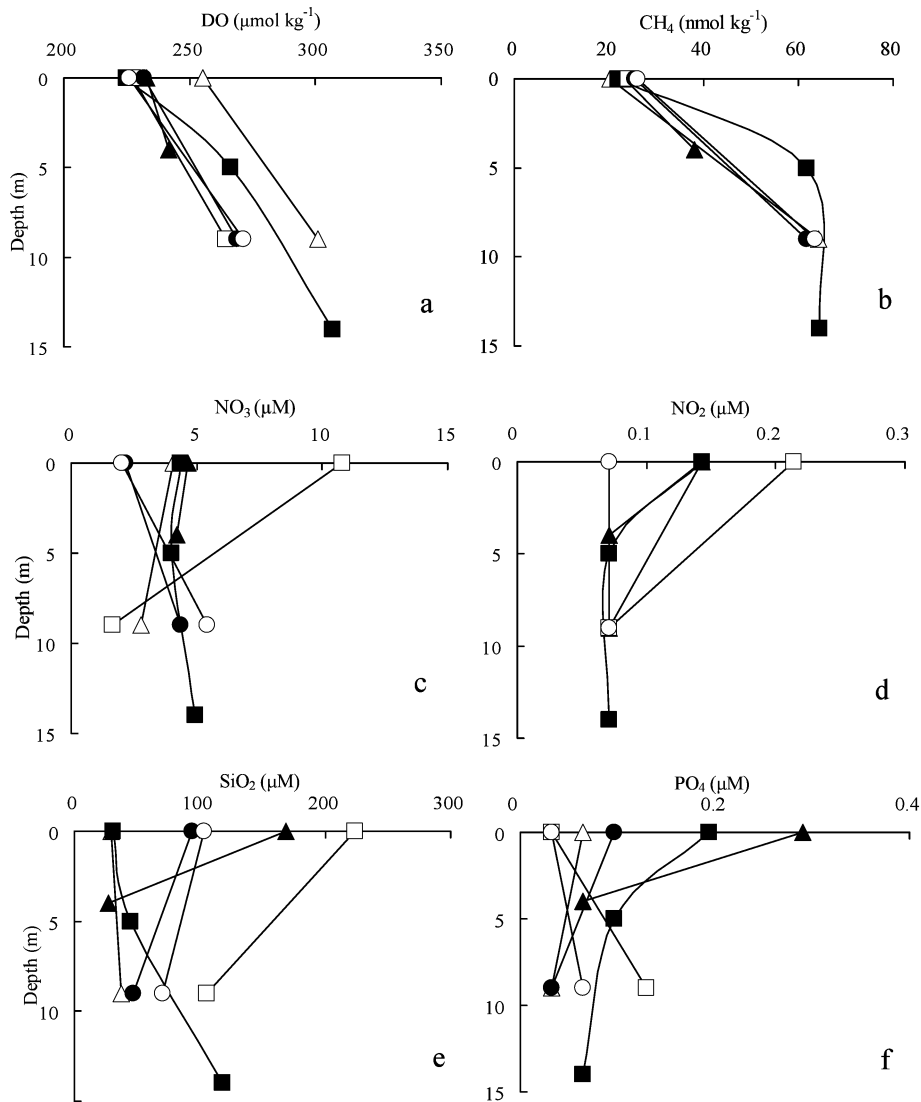 DO (μmol kg⁻¹)
200 250 300 350
0
5
10
15
Depth (m)
a
CH₄ (nmol kg⁻¹)
0 20 40 60 80
0
5
10
15
b
NO₃ (μM)
0 5 10 15
0
5
10
15
Depth (m)
c
NO₂ (μM)
0 0.1 0.2 0.3
0
5
10
15
d
SiO₂ (μM)
0 100 200 300
0
5
10
Depth (m)
e
PO₄ (μM)
0 0.2 0.4
0
5
10
15
f